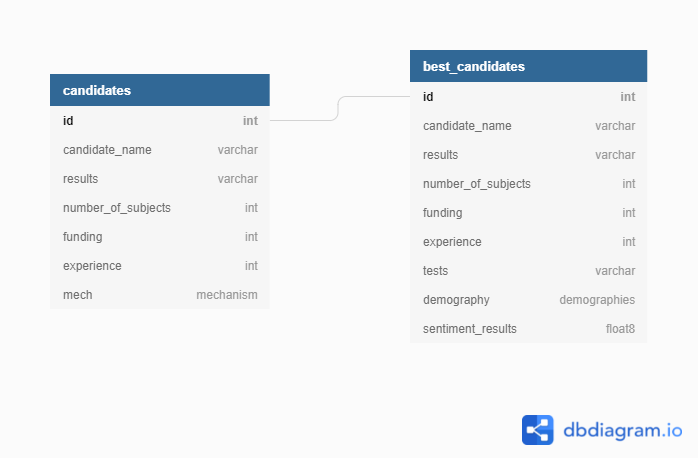 candidates
id int
candidate_name varchar
results varchar
number_of_subjects int
funding int
experience int
mech mechanism
best_candidates
id int
candidate_name varchar
results varchar
number_of_subjects int
funding int
experience int
tests varchar
demography demographies
sentiment_results float8
dbdiagram.io